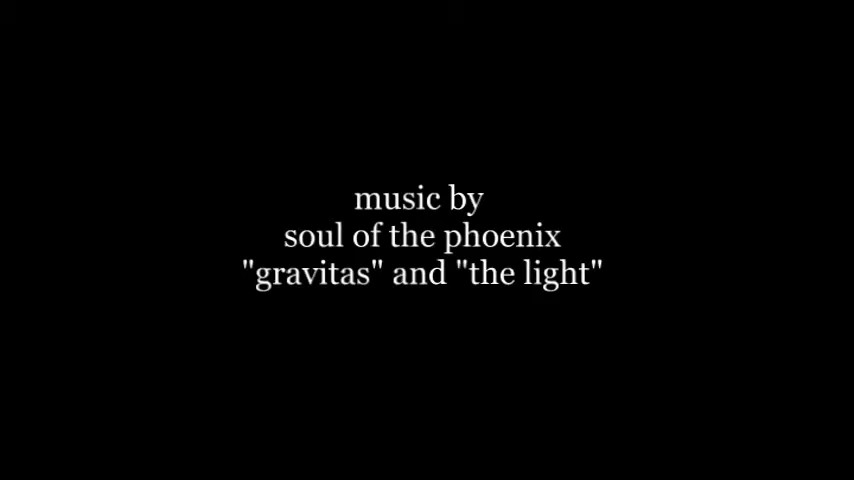 music by
soul of the phoenix
"gravitas" and "the light"